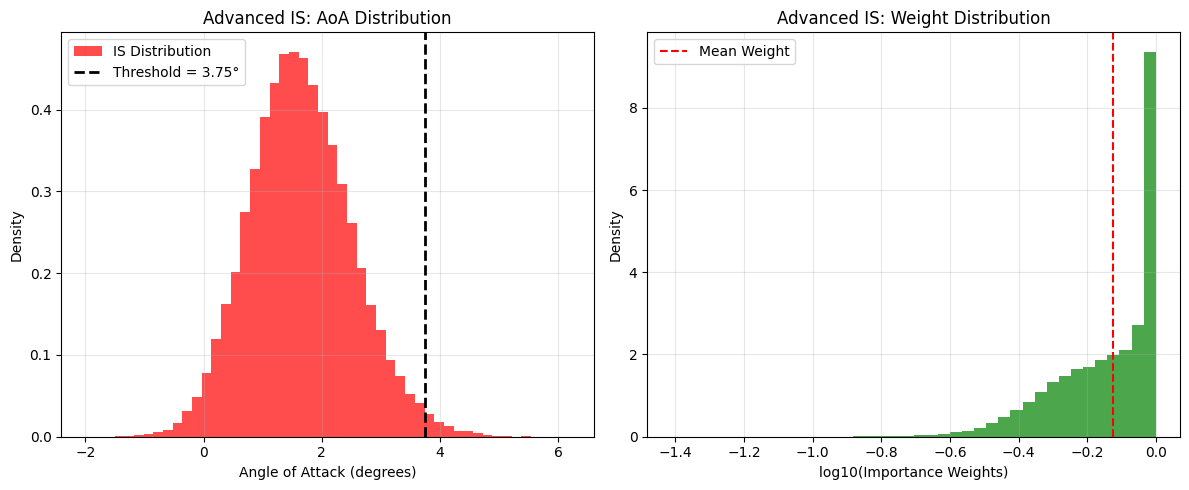 Advanced IS: AoA Distribution
IS Distribution
Threshold = 3.75°
Density
0.0
0.1
0.2
0.3
0.4
−2
0
2
4
6
Angle of Attack (degrees)
Advanced IS: Weight Distribution
Mean Weight
Density
0
2
4
6
8
−1.4
−1.2
−1.0
−0.8
−0.6
−0.4
−0.2
0.0
log10(Importance Weights)